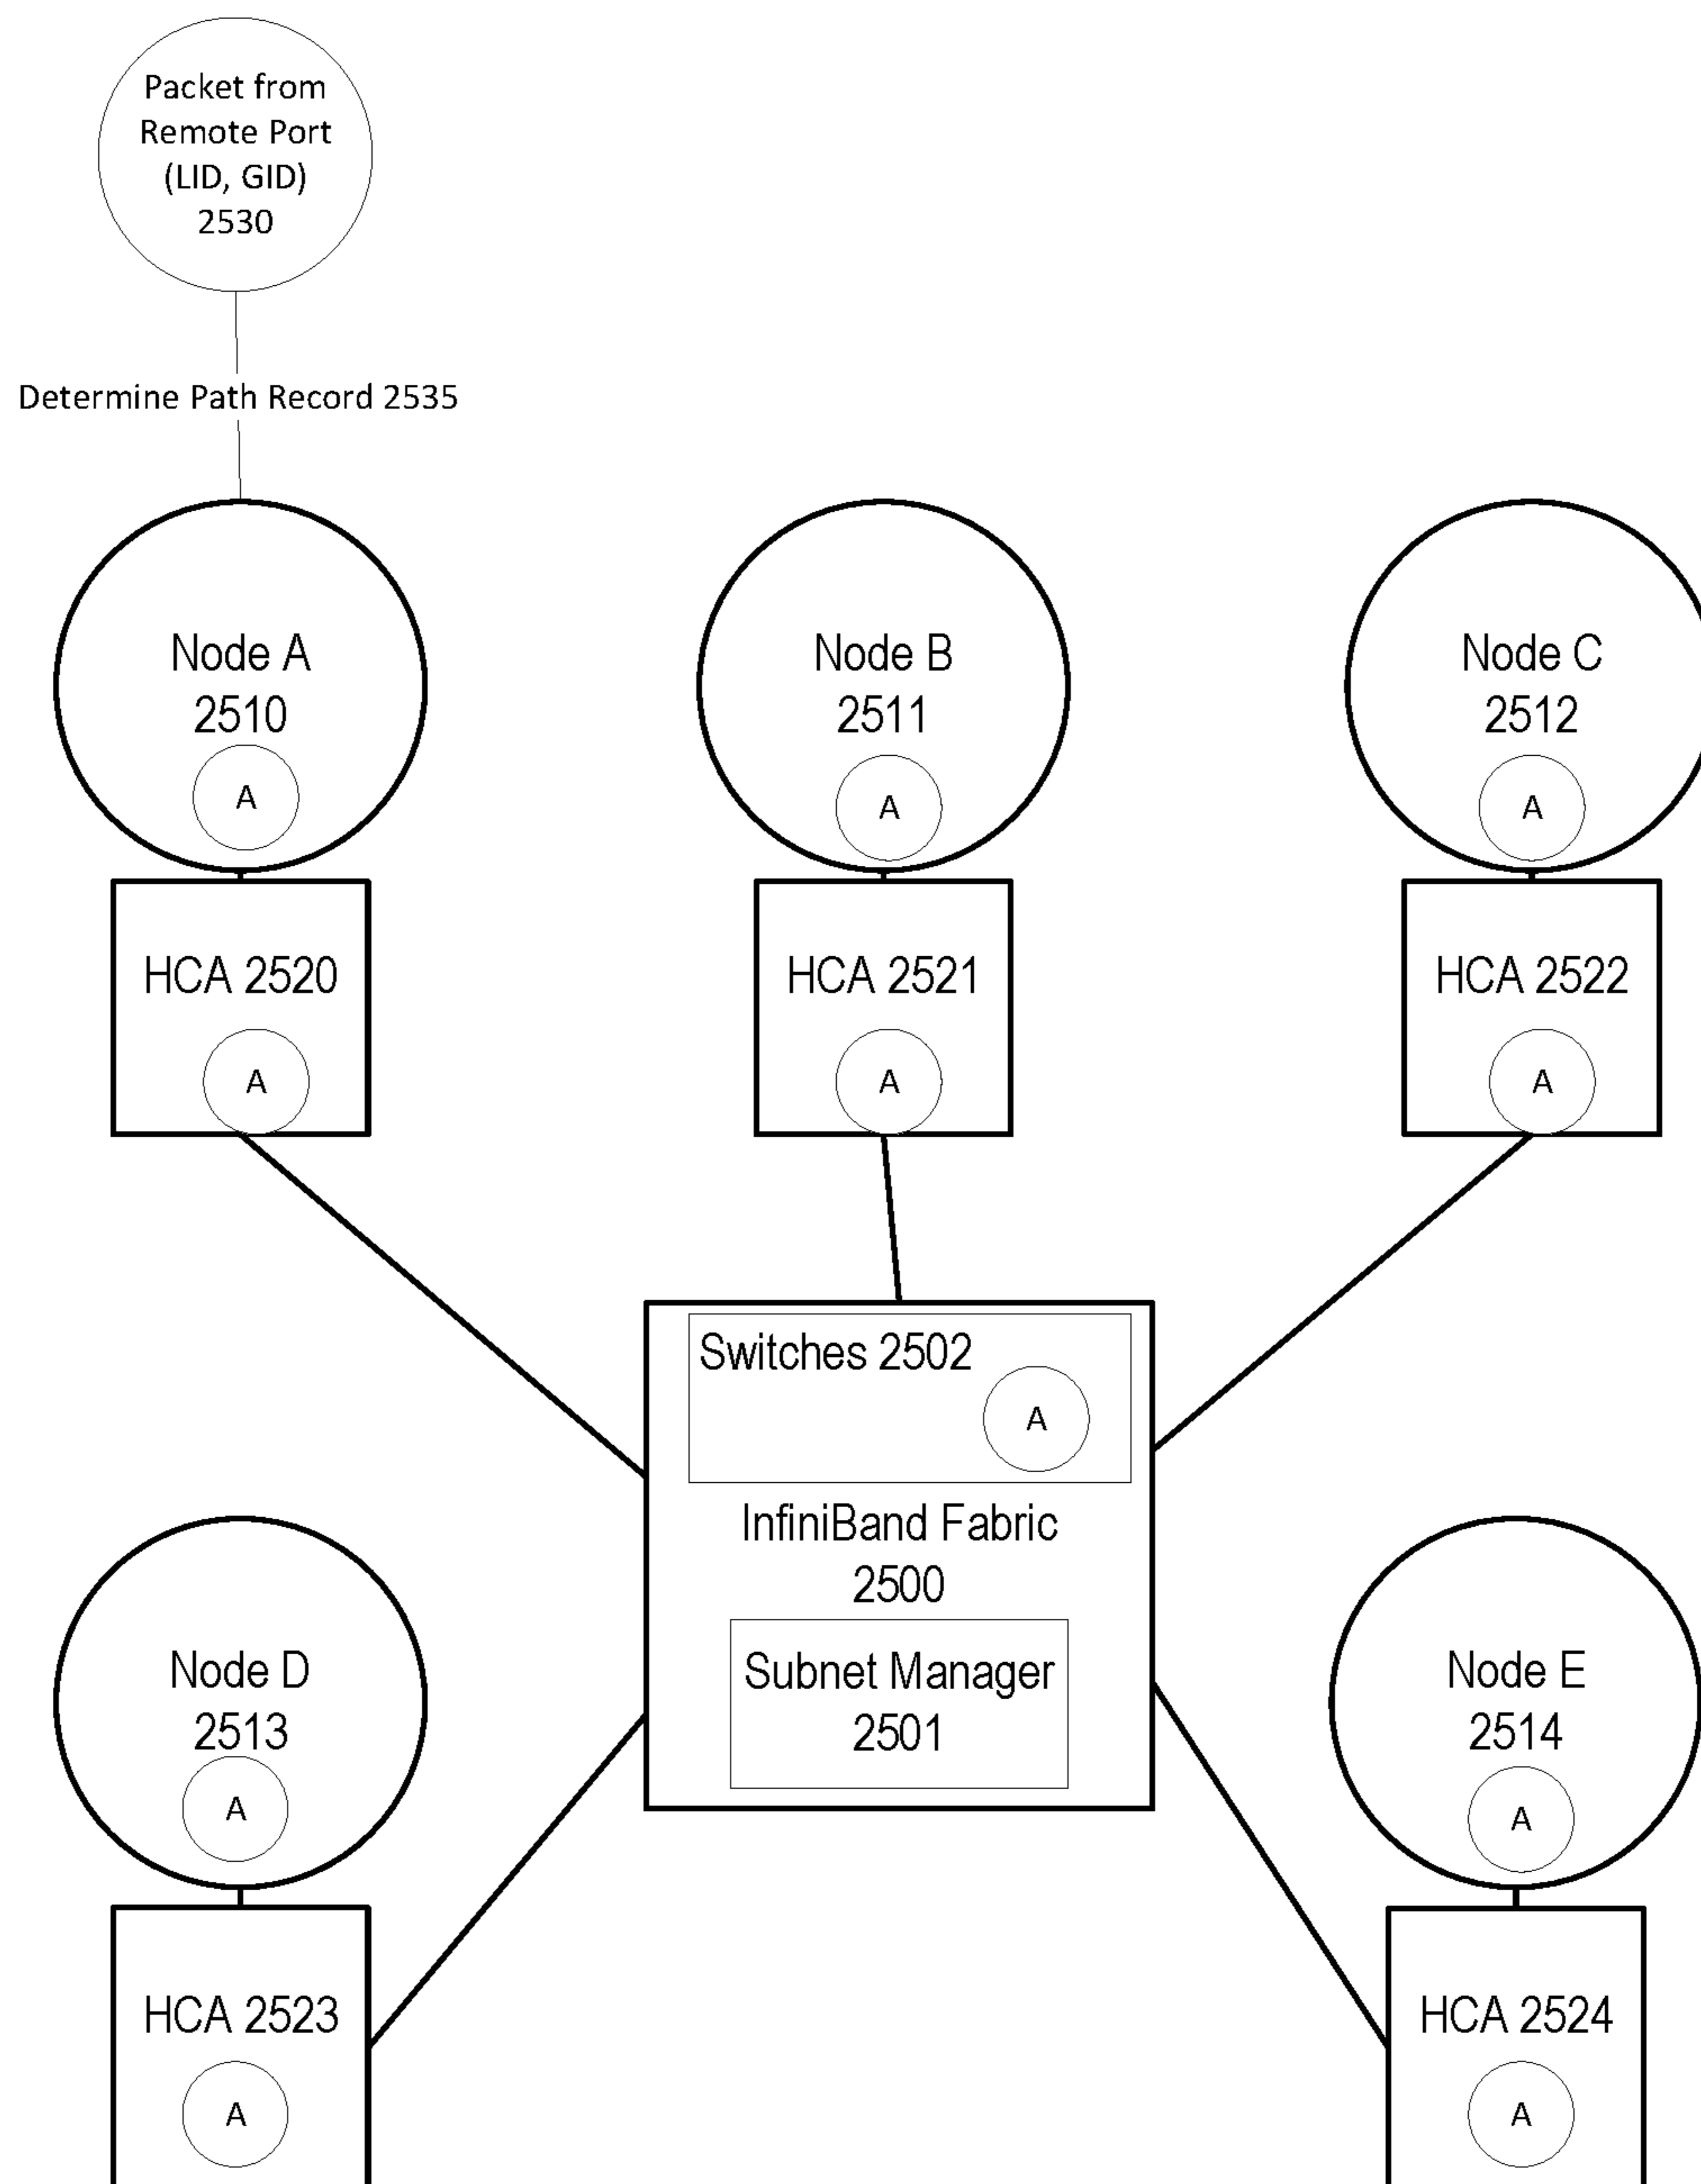 Packet from
Remote Port
(LID, GID)
2530
Determine Path Record 2535
Node A
2510
A
Node B
2511
A
Node C
2512
A
HCA 2520
A
HCA 2521
A
HCA 2522
A
Switches 2502
A
InfiniBand Fabric
2500
Subnet Manager
2501
Node D
2513
A
Node E
2514
A
HCA 2523
A
HCA 2524
A